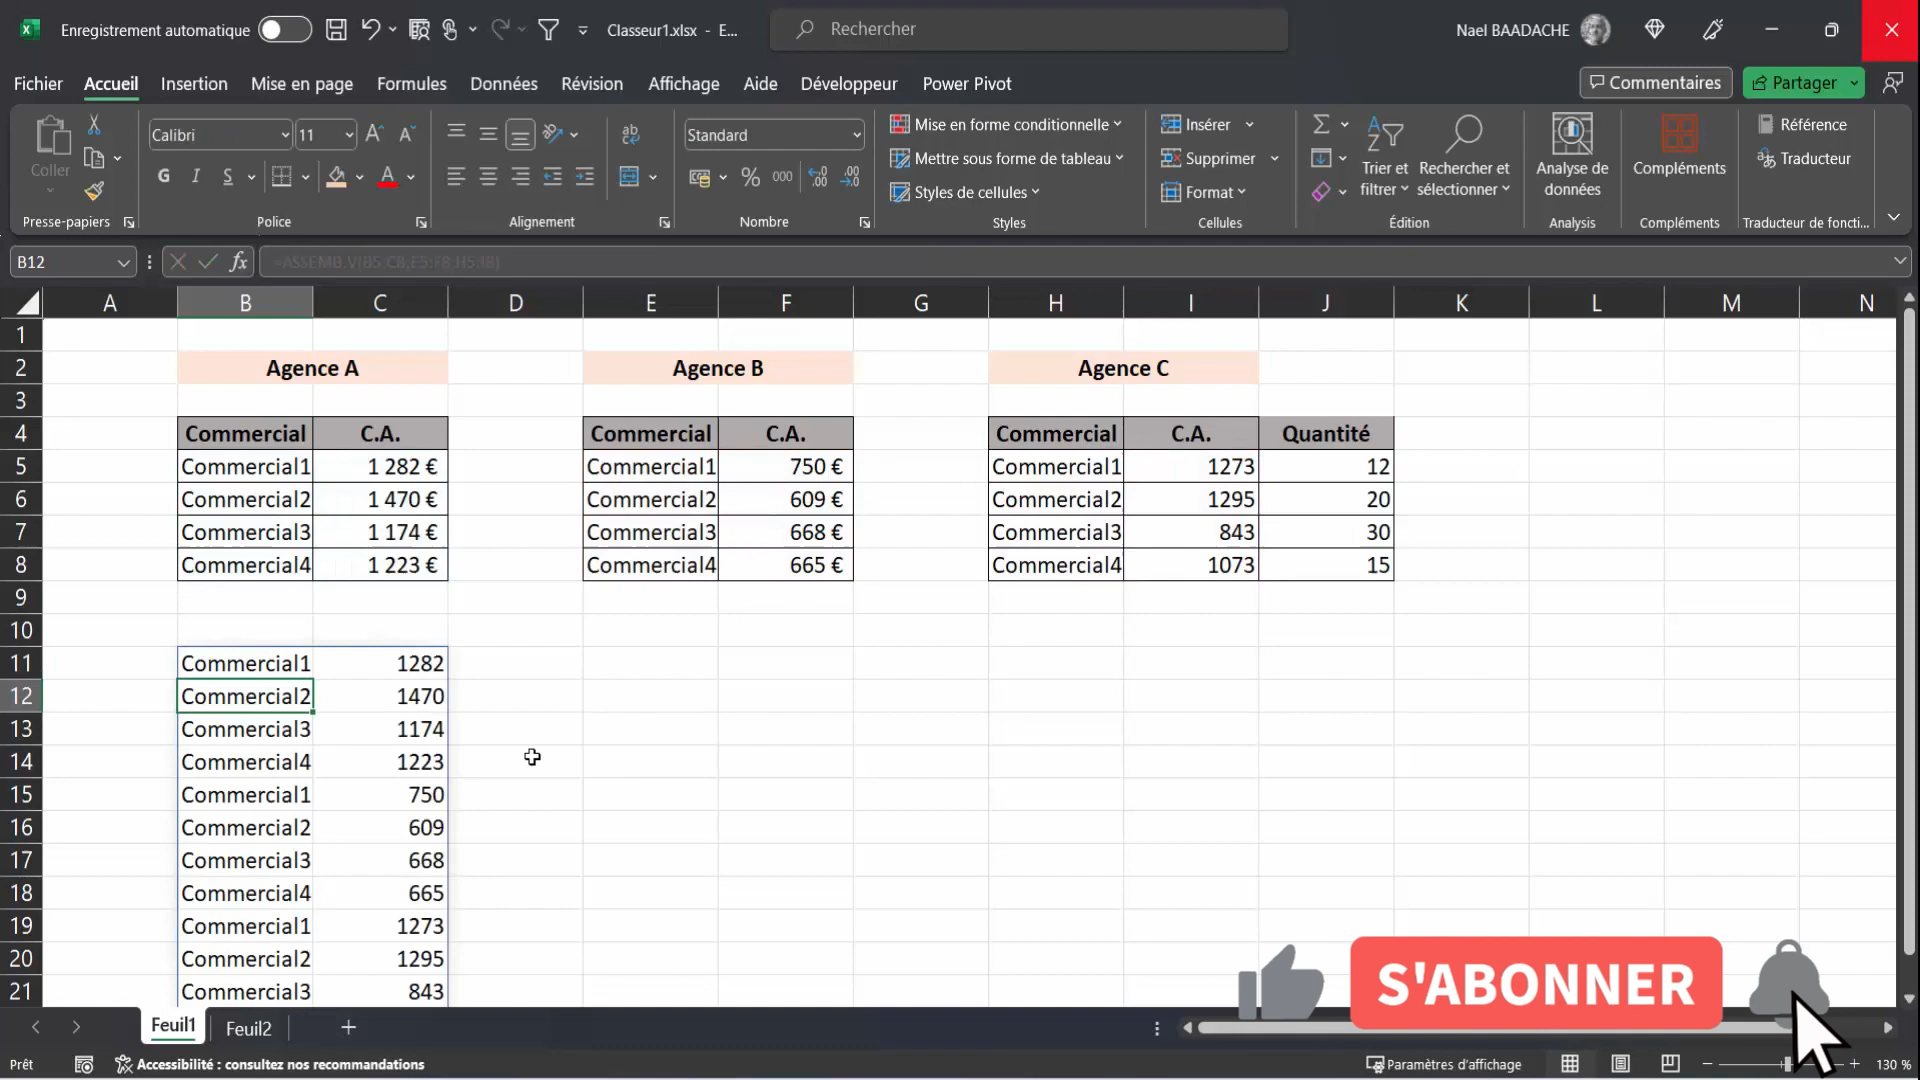 Enregistrement automatique Classeur1.xlsx - E... Rechercher Nael BAADACHE
Fichier Accueil Insertion Mise en page Formules Données Révision Affichage Aide Développeur Power Pivot Commentaires Partager
Coller
Presse-papiers
Calibri 11
G I S A
Police
Alignement
Standard
% 000
Nombre
Mise en forme conditionnelle
Mettre sous forme de tableau
Styles de cellules
Styles
Insérer
Supprimer
Format
Cellules
Trier et filtrer
Rechercher et sélectionner
Édition
Analyse de données
Analysis
Compléments
Compléments
Référence
Traducteur
Traducteur de foncti...
B12 fx =ASSEMB.V(B5:C8;E5:F8;H5:I8)
A B C D E F G H I J K L M N
1
2 Agence A Agence B Agence C
3
4 Commercial C.A. Commercial C.A. Commercial C.A. Quantité
5 Commercial1 1 282 € Commercial1 750 € Commercial1 1273 12
6 Commercial2 1 470 € Commercial2 609 € Commercial2 1295 20
7 Commercial3 1 174 € Commercial3 668 € Commercial3 843 30
8 Commercial4 1 223 € Commercial4 665 € Commercial4 1073 15
9
10
11 Commercial1 1282
12 Commercial2 1470
13 Commercial3 1174
14 Commercial4 1223
15 Commercial1 750
16 Commercial2 609
17 Commercial3 668
18 Commercial4 665
19 Commercial1 1273
20 Commercial2 1295
21 Commercial3 843
S'ABONNER
Feuil1 Feuil2
Prêt Accessibilité : consultez nos recommandations Paramètres d'affichage 130 %